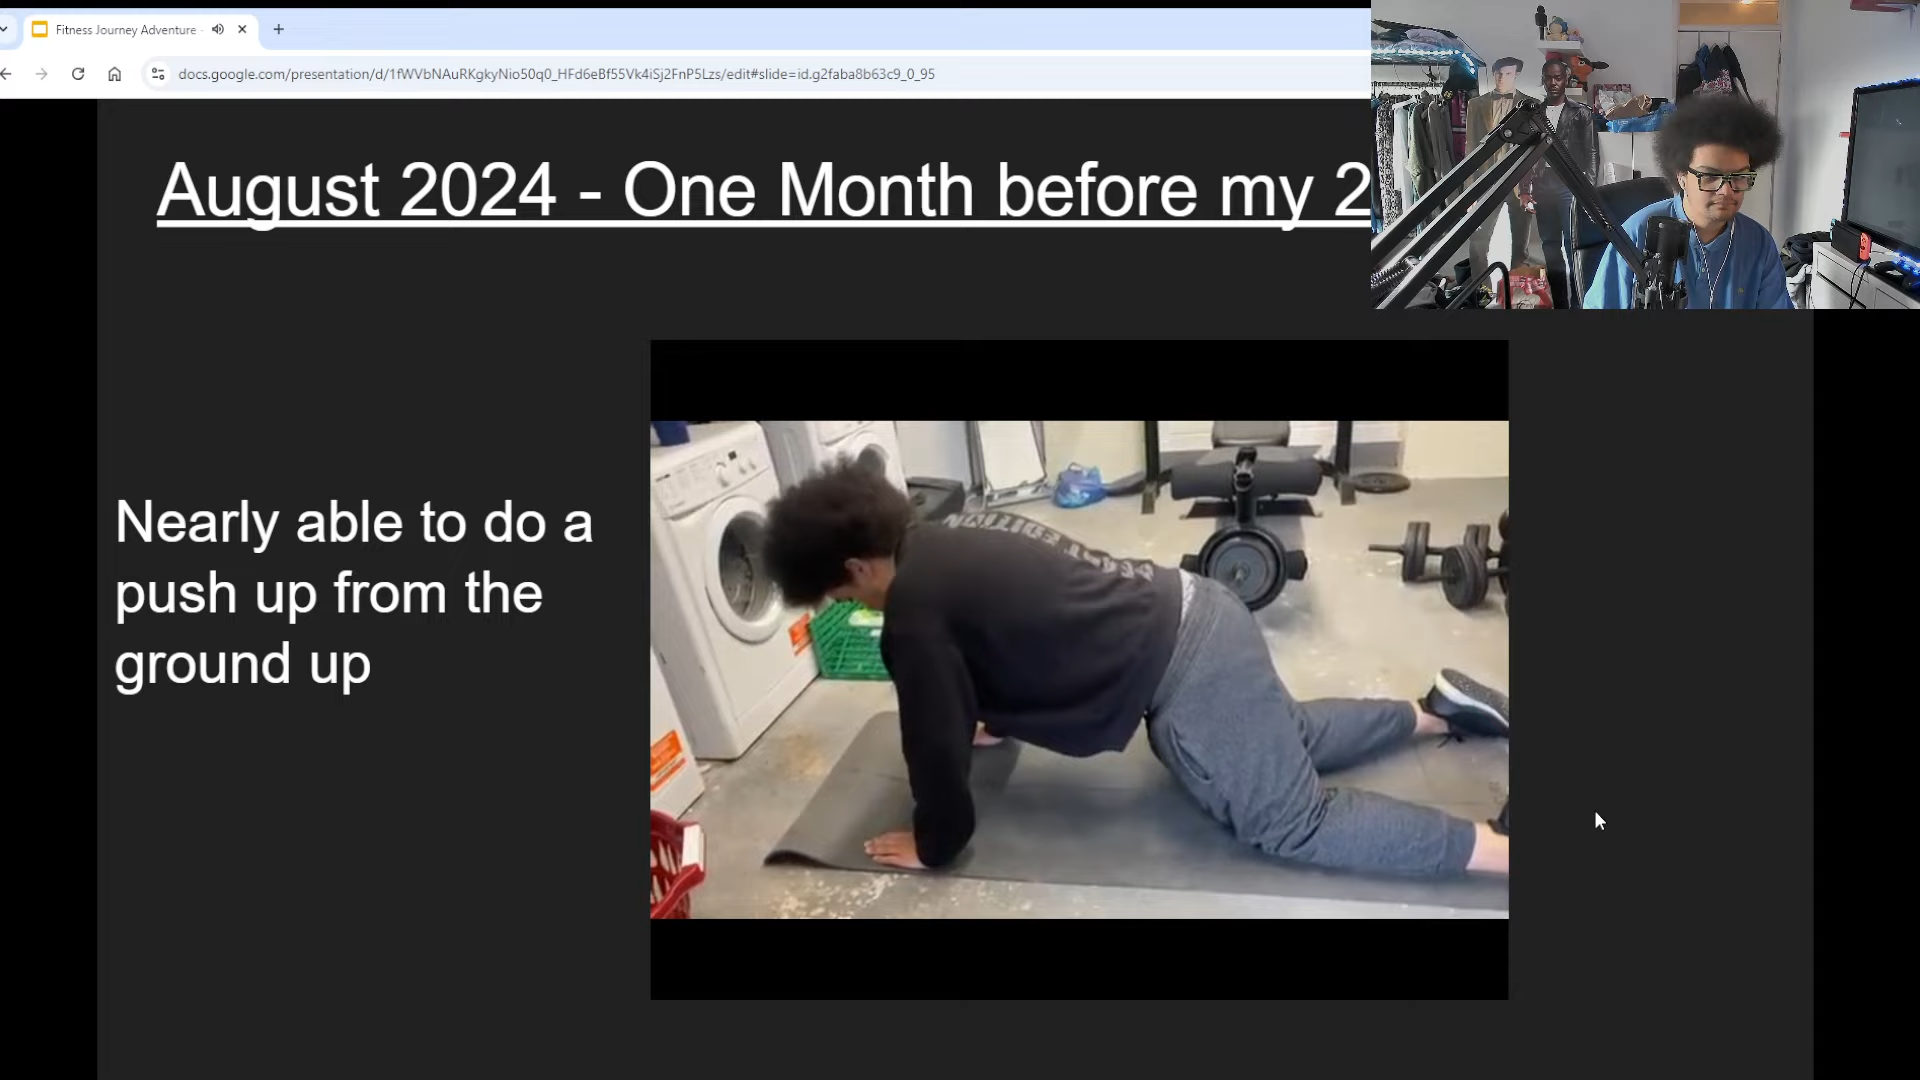 Fitness Journey Adventure -
docs.google.com/presentation/d/1fWVbNAuRKgkyNio50q0_HFd6eBf55Vk4iSj2FnP5Lzs/edit#slide=id.g2faba8b63c9_0_95
August 2024 - One Month before my 2
Nearly able to do a
push up from the
ground up